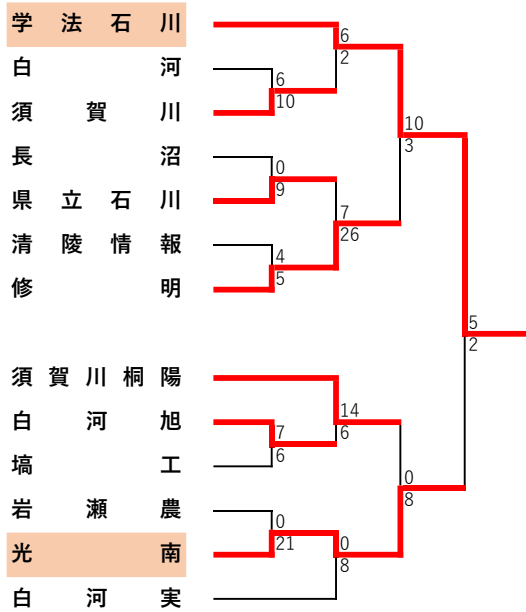 学法石川
白河
須賀川
長沼
県立石川
清陵情報
修明
須賀川桐陽
白河旭
塙工
岩瀬農
光南
白河実
6
2
6
10
10
3
0
9
7
26
4
5
5
2
14
6
7
6
0
8
0
21
0
8